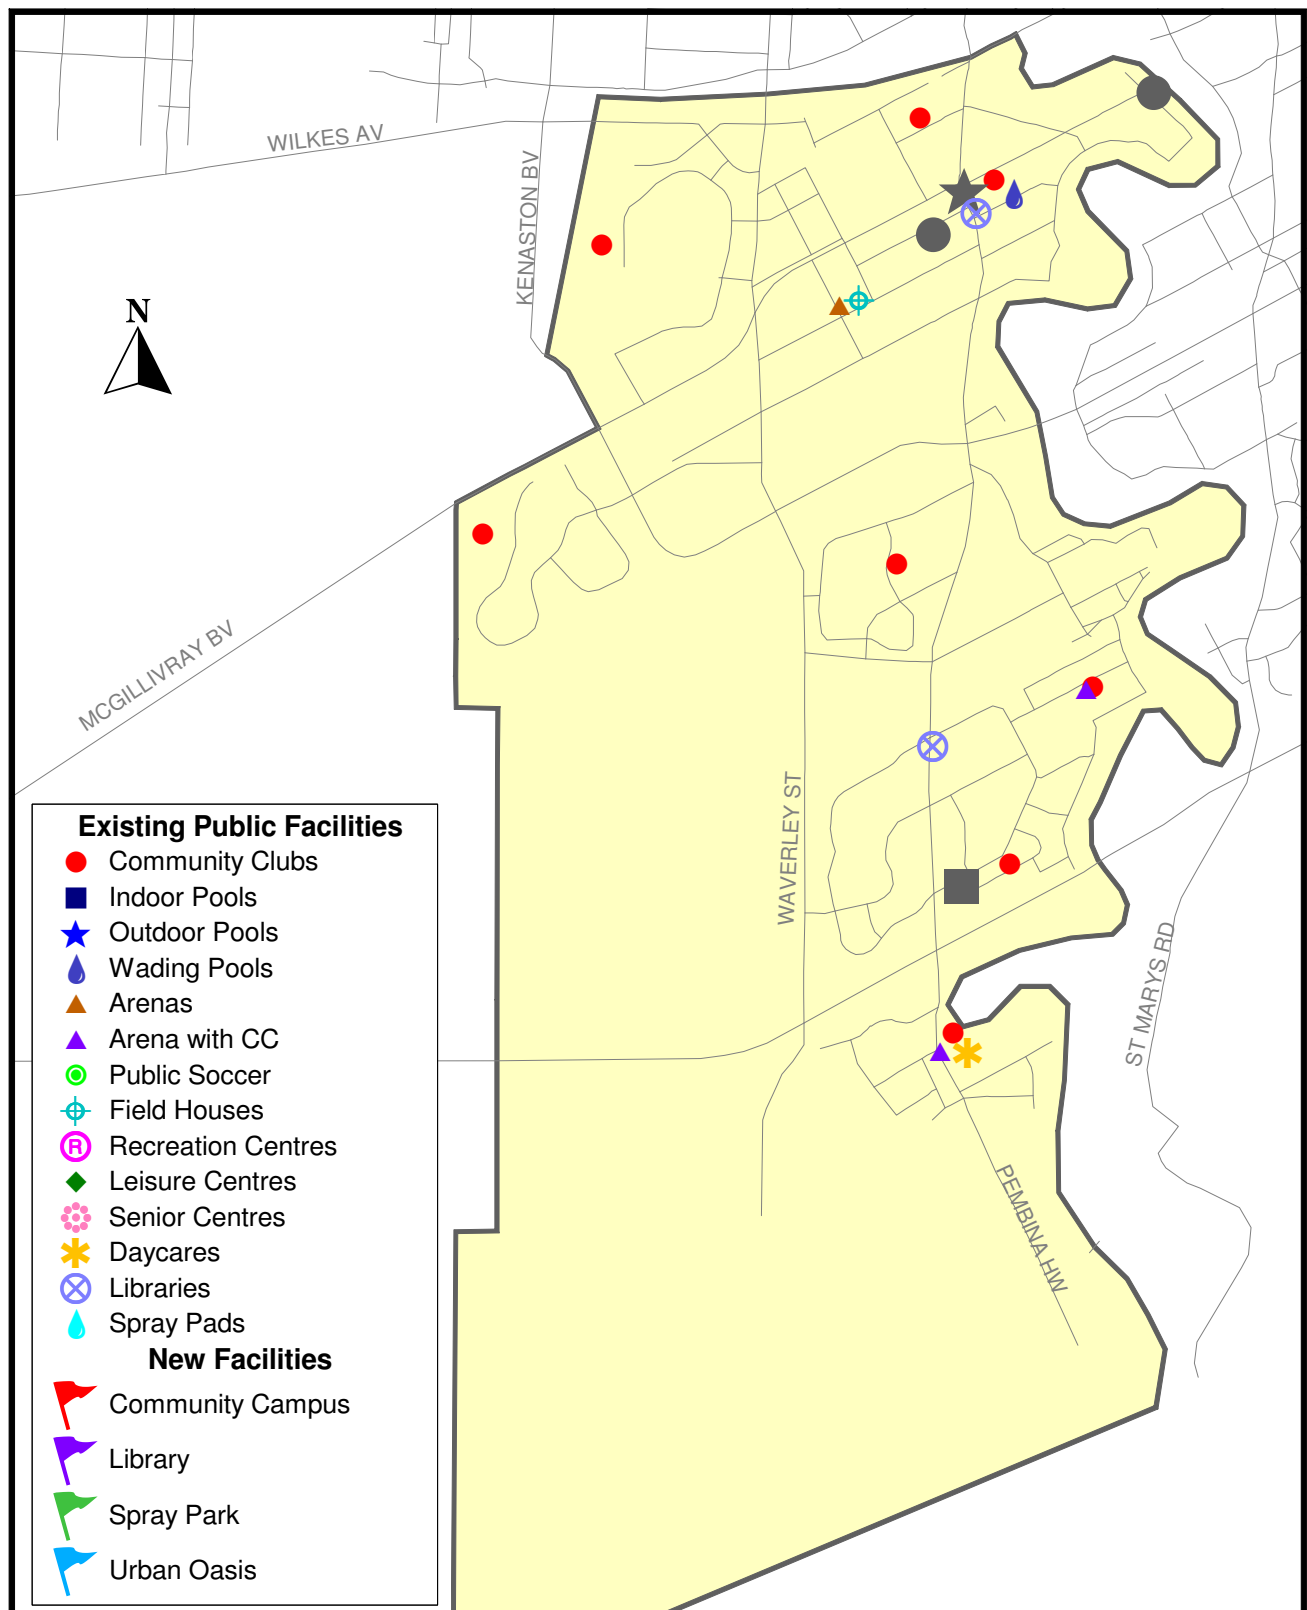 WILKES AV
KENASTON BV
N
MCGILLIVRAY BV
WAVERLEY ST
ST MARYS RD
PEMBINA HW
Existing Public Facilities
Community Clubs
Indoor Pools
Outdoor Pools
Wading Pools
Arenas
Arena with CC
Public Soccer
Field Houses
R Recreation Centres
Leisure Centres
Senior Centres
Daycares
Libraries
Spray Pads
New Facilities
Community Campus
Library
Spray Park
Urban Oasis